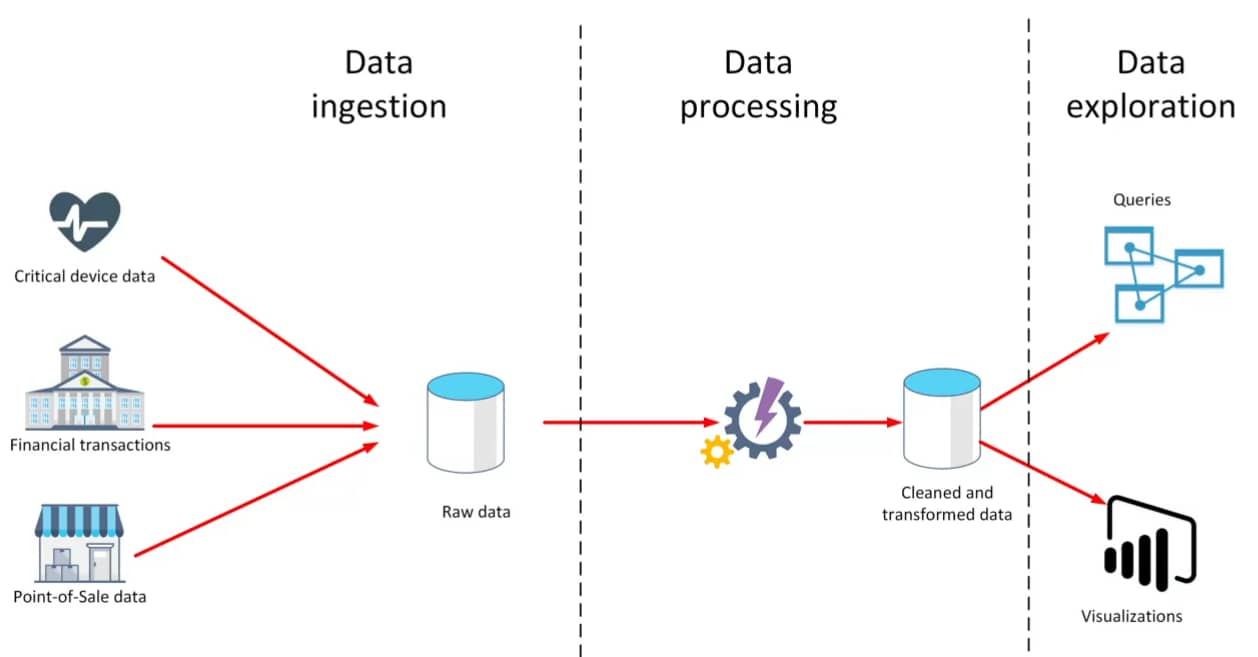 Data
ingestion
Data
processing
Data
exploration
Critical device data
Financial transactions
Point-of-Sale data
Raw data
Cleaned and
transformed data
Queries
Visualizations